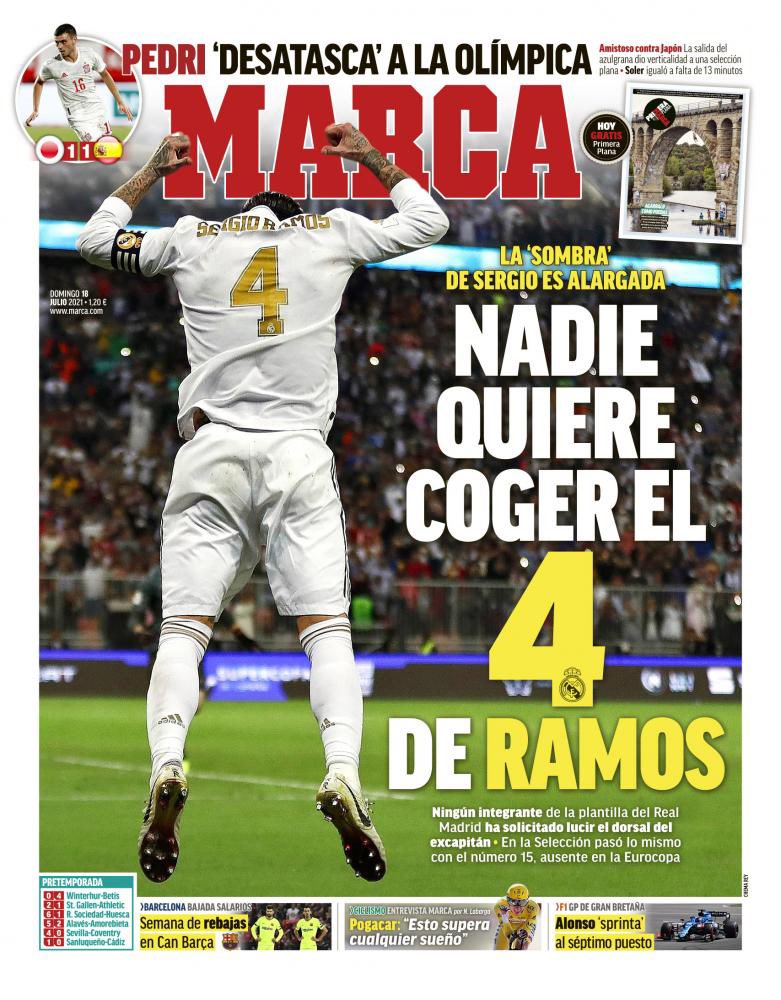 PEDRI ‘DESATASCA’ A LA OLÍMPICA
Amistoso contra Japón La salida del
azulgrana dio verticalidad a una selección
plana • Soler igualó a falta de 13 minutos
16
1 1
MARCA
HOY
GRATIS
Primera
Plana
SERGIO RAMOS
4
DOMINGO 18
JULIO 2021 • 1,20 €
www.marca.com
LA ‘SOMBRA’
DE SERGIO ES ALARGADA
NADIE
QUIERE
COGER EL
4
DE RAMOS
Ningún integrante de la plantilla del Real
Madrid ha solicitado lucir el dorsal del
excapitán • En la Selección pasó lo mismo
con el número 15, ausente en la Eurocopa
CHEMA REY
PRETEMPORADA
0 4 Winterhur-Betis
2 1 St. Gallen-Athletic
6 1 R. Sociedad-Huesca
5 2 Alavés-Amorebieta
4 0 Sevilla-Coventry
1 0 Sanluqueño-Cádiz
BARCELONA BAJADA SALARIOS
Semana de rebajas
en Can Barça
CICLISMO ENTREVISTA MARCA por N. Labarga
Pogacar: “Esto supera
cualquier sueño”
F1 GP DE GRAN BRETAÑA
Alonso ‘sprinta’
al séptimo puesto